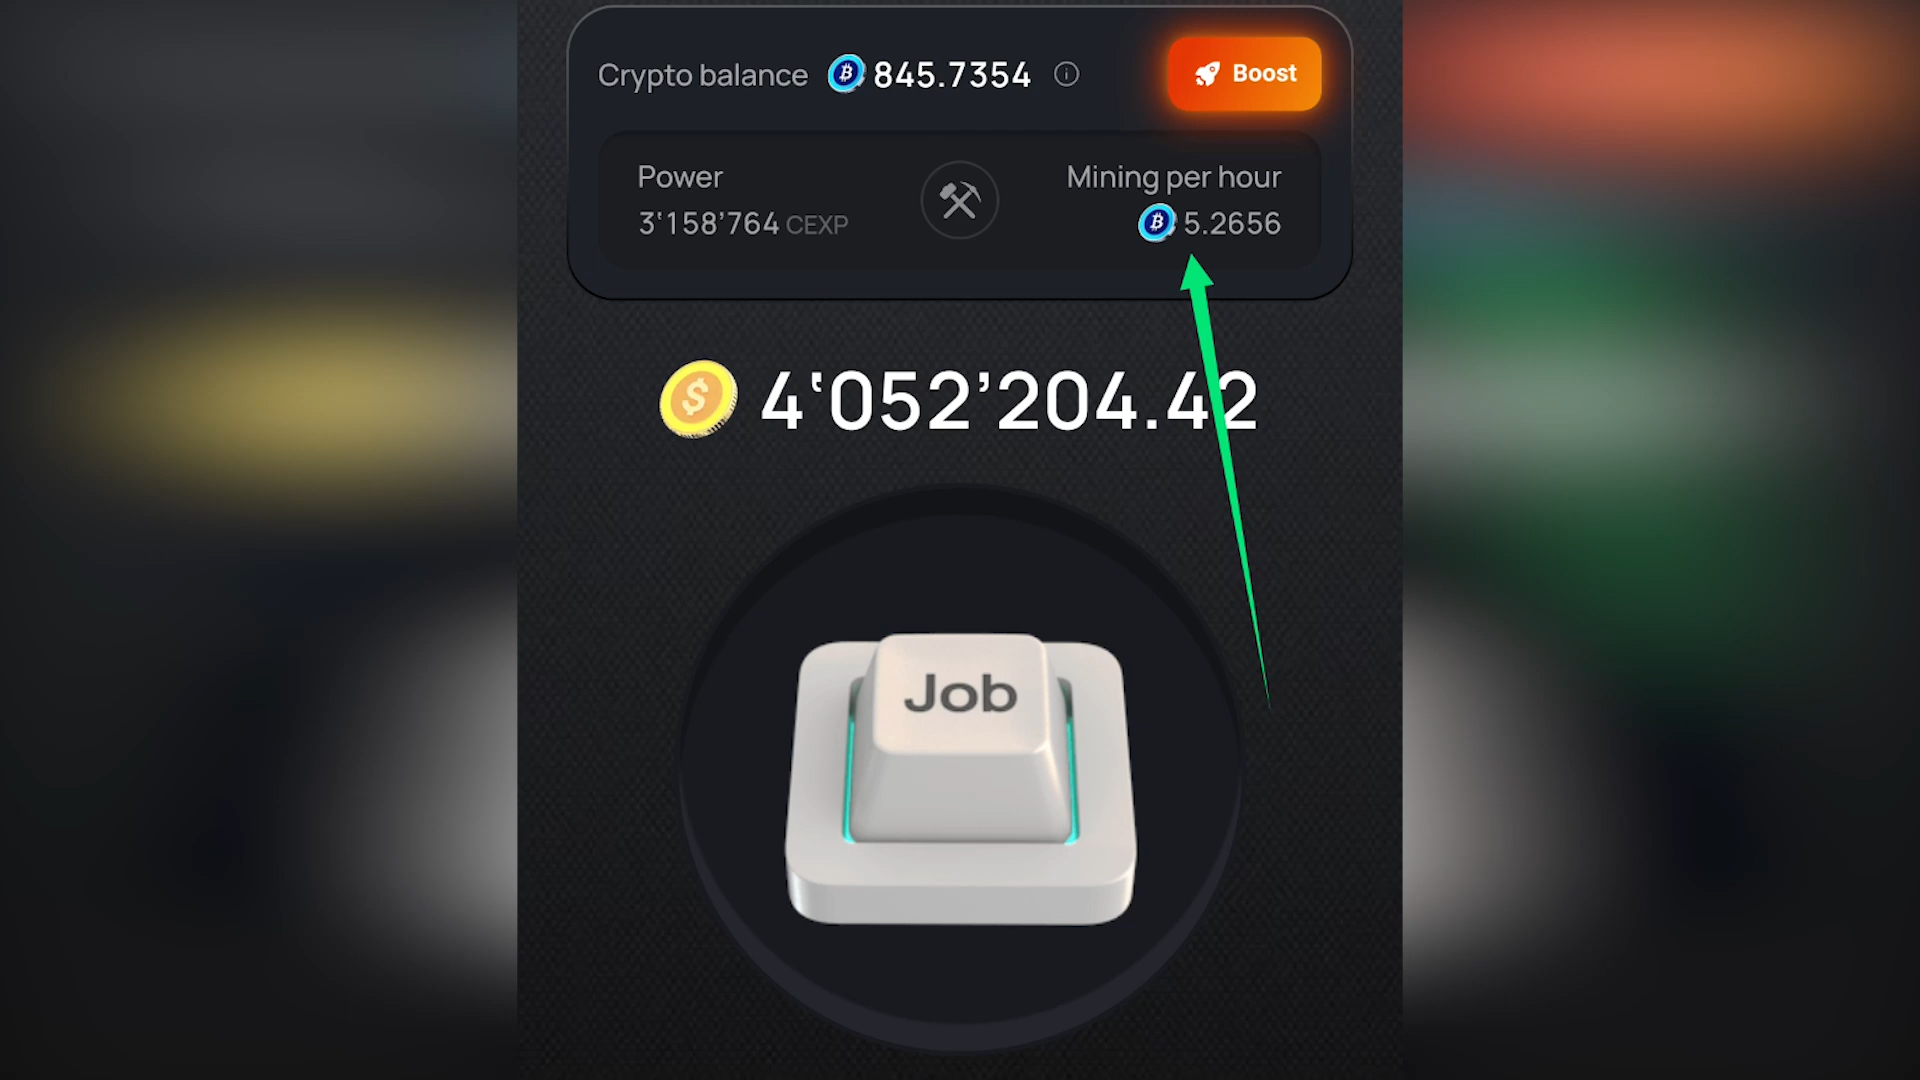 Crypto balance 845.7354
Boost
Power
Mining per hour
3‘158’764 CEXP
5.2656
4‘052’204.42
Job